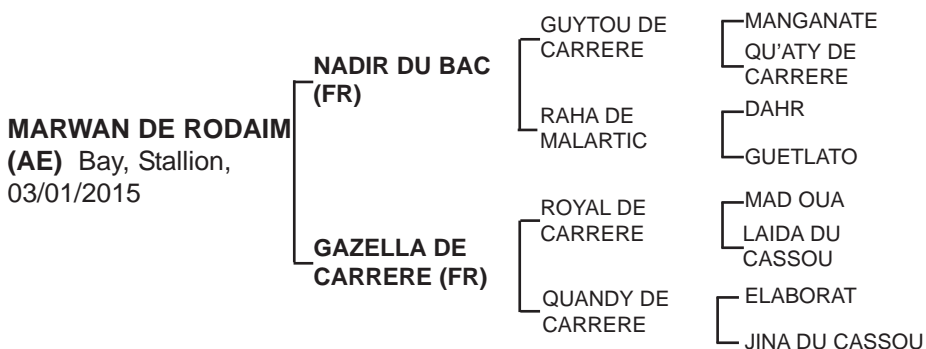 MARWAN DE RODAIM
(AE) Bay, Stallion,
03/01/2015
NADIR DU BAC
(FR)
GAZELLA DE
CARRERE (FR)
GUYTOU DE
CARRERE
RAHA DE
MALARTIC
ROYAL DE
CARRERE
QUANDY DE
CARRERE
MANGANATE
QU'ATY DE
CARRERE
DAHR
GUETLATO
MAD OUA
LAIDA DU
CASSOU
ELABORAT
JINA DU CASSOU